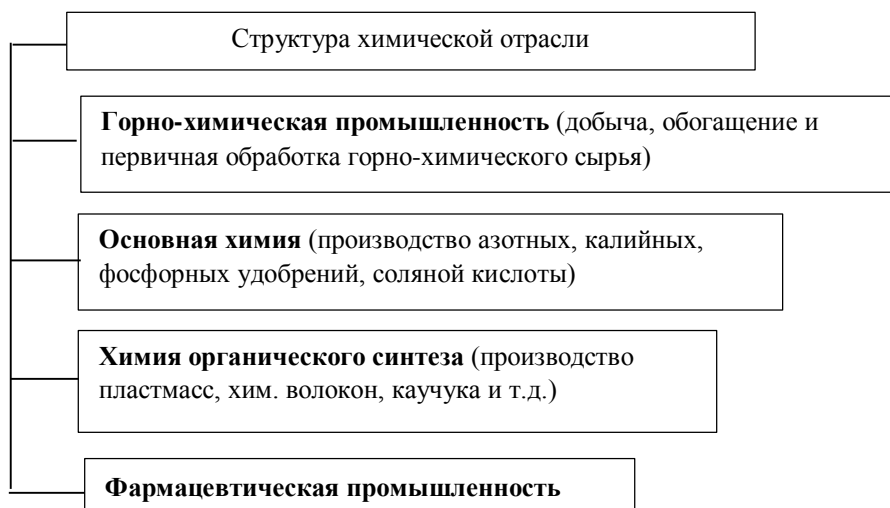 Структура химической отрасли
Горно-химическая промышленность (добыча, обогащение и
первичная обработка горно-химического сырья)
Основная химия (производство азотных, калийных,
фосфорных удобрений, соляной кислоты)
Химия органического синтеза (производство
пластмасс, хим. волокон, каучука и т.д.)
Фармацевтическая промышленность